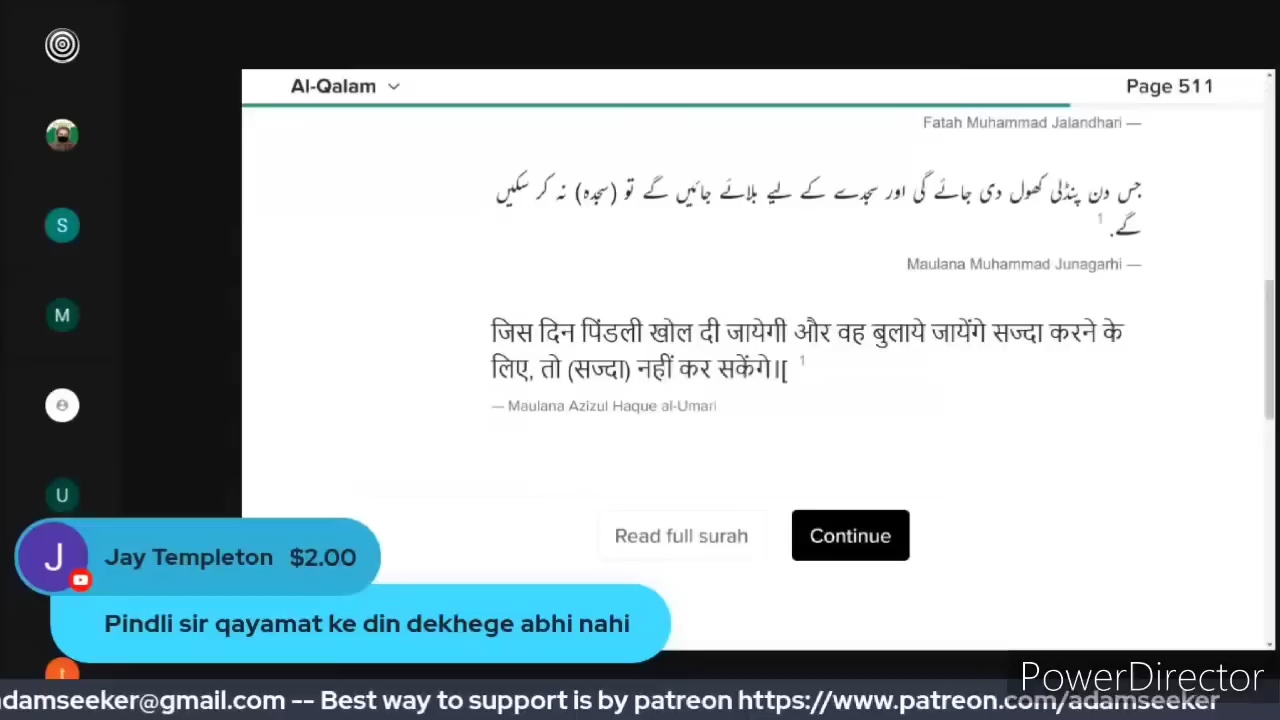 Al-Qalam
Page 511
Fatah Muhammad Jalandhari —
جس دن پنڈلی کھول دی جائے گی اور سجدے کے لیے بلائے جائیں گے تو (سجده) نہ کر سکیں
گے. 1
Maulana Muhammad Junagarhi —
जिस दिन पिंडली खोल दी जायेगी और वह बुलाये जायेंगे सज्दा करने के
लिए, तो (सज्दा) नहीं कर सकेंगे।[ 1
— Maulana Azizul Haque al-Umari
Read full surah
Continue
S
M
U
J
Jay Templeton $2.00
Pindli sir qayamat ke din dekhege abhi nahi
PowerDirector
adamseeker@gmail.com -- Best way to support is by patreon https://www.patreon.com/adamseeker